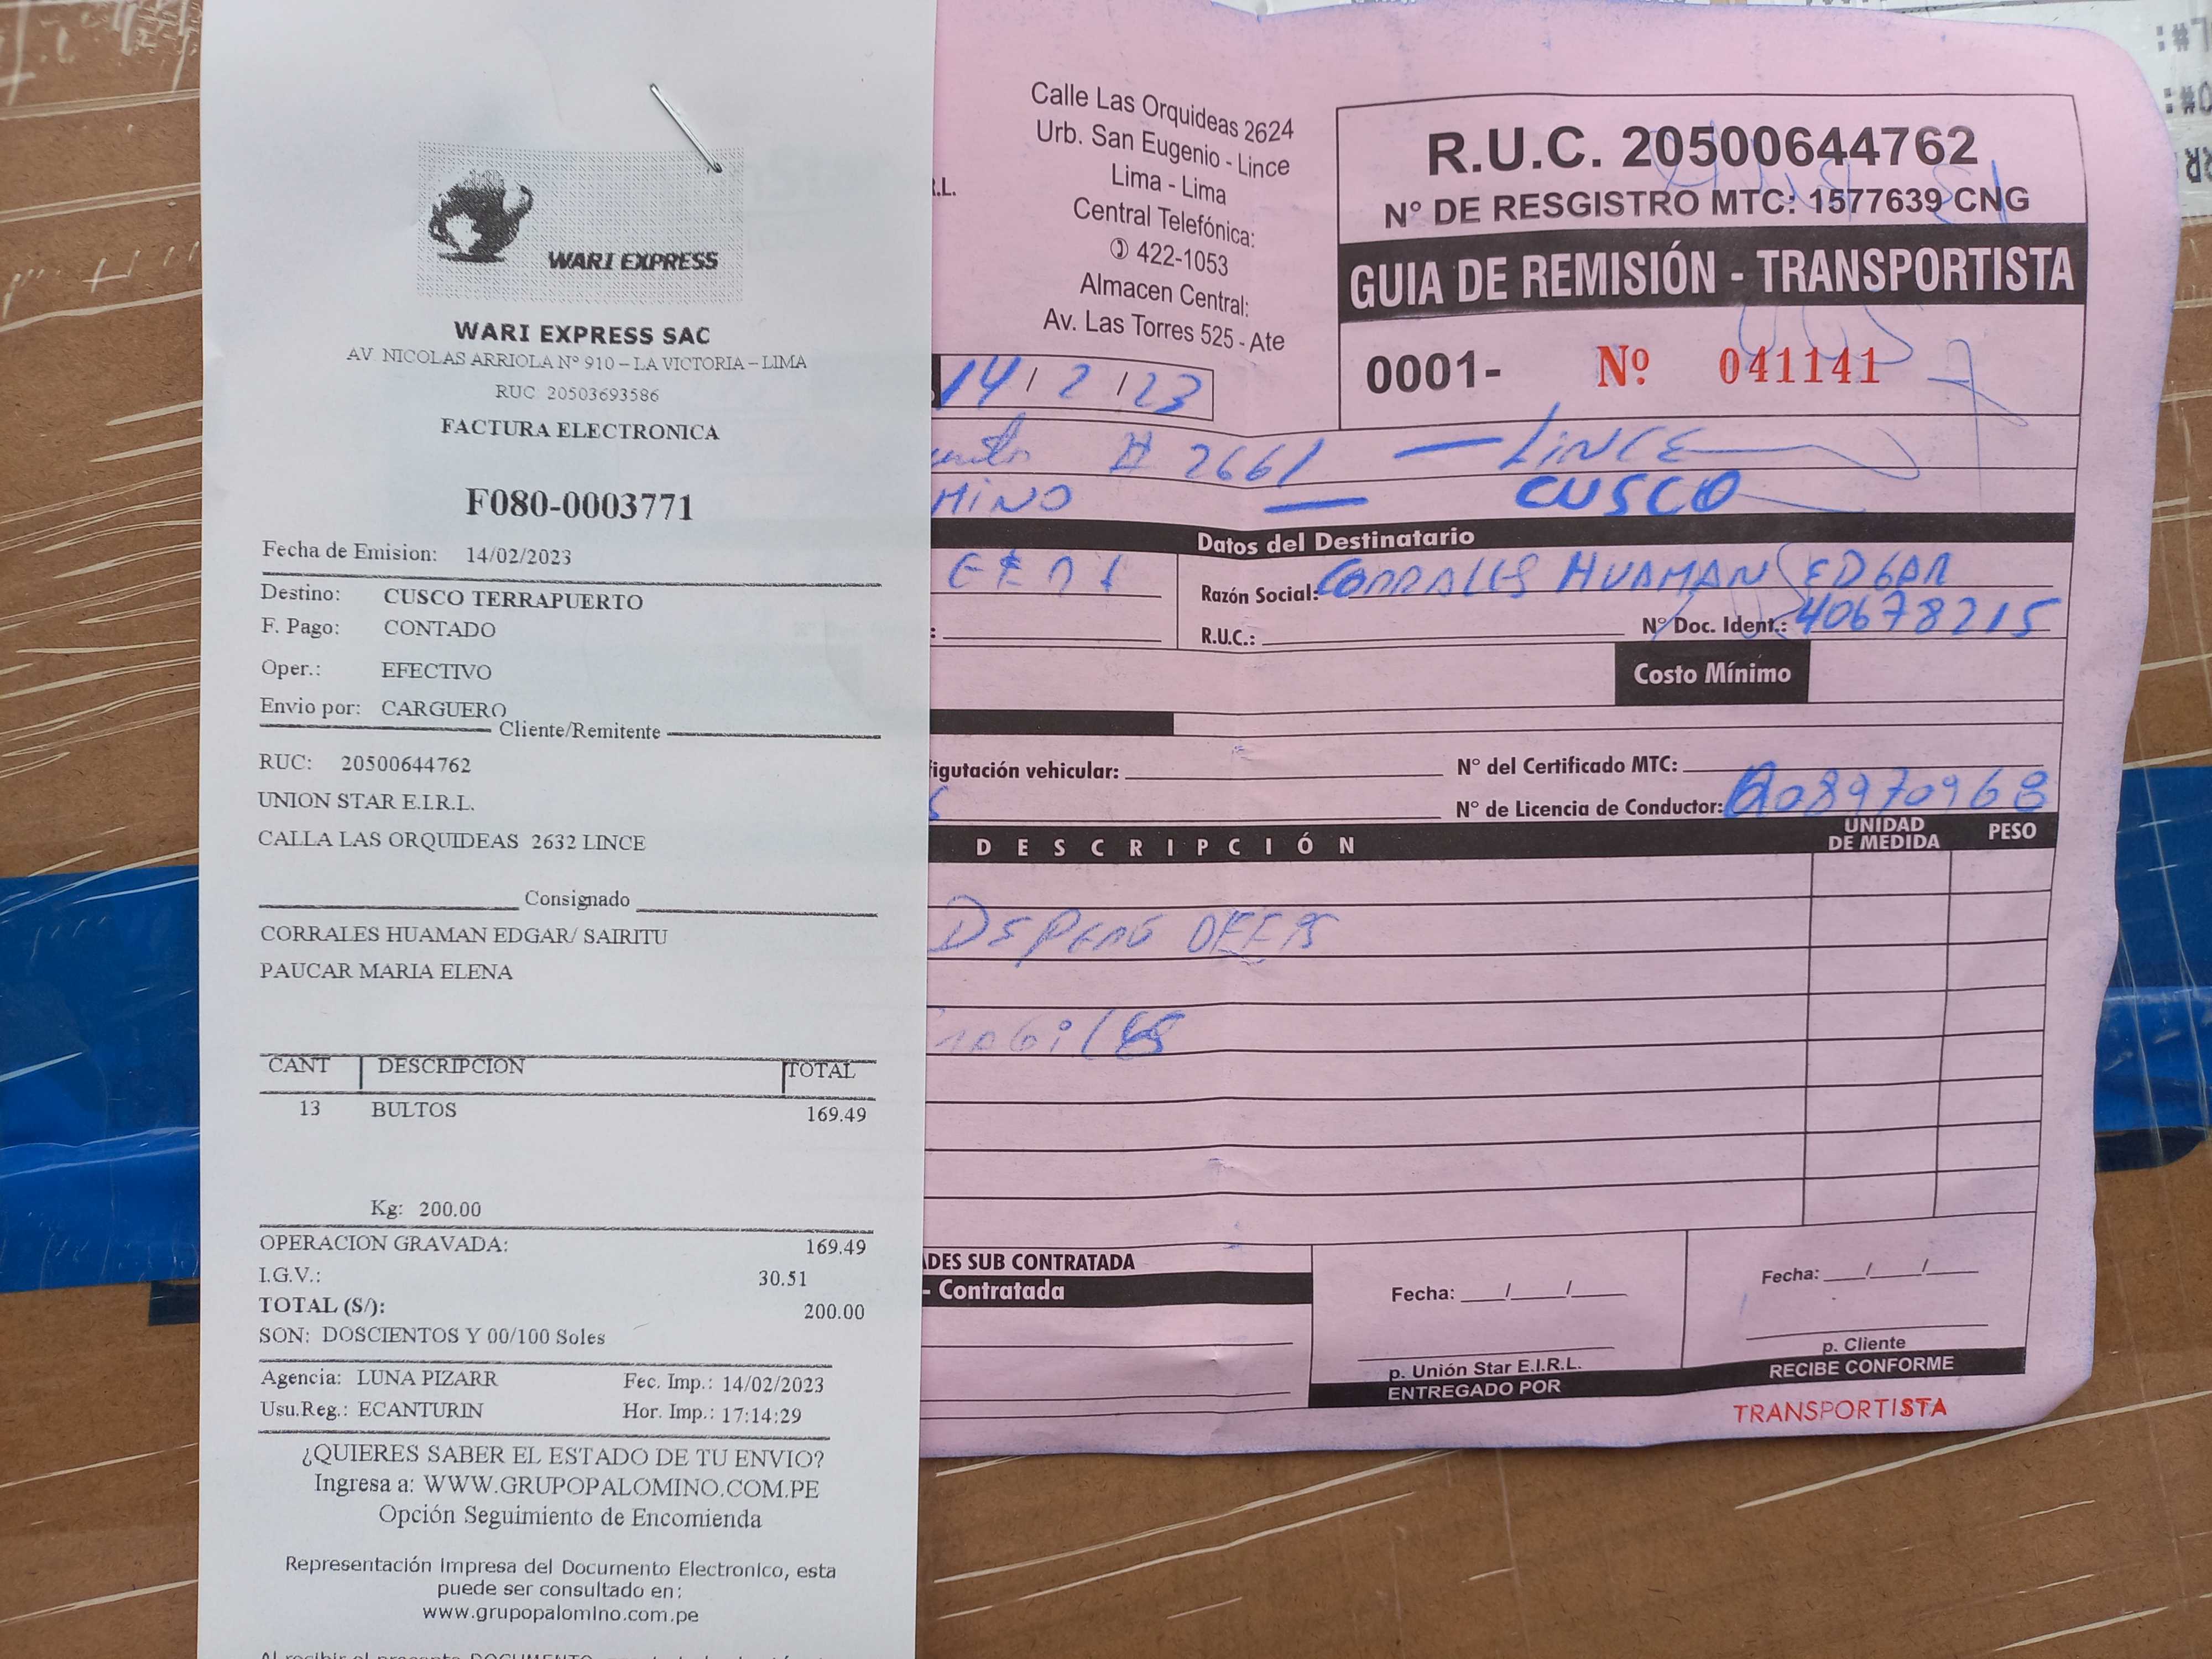 WARI EXPRESS
WARI EXPRESS SAC
AV. NICOLAS ARRIOLA Nº 910 – LA VICTORIA – LIMA
RUC 20503693586
FACTURA ELECTRONICA
F080-0003771
Fecha de Emision: 14/02/2023
Destino: CUSCO TERRAPUERTO
F. Pago: CONTADO
Oper.: EFECTIVO
Envio por: CARGUERO
Cliente/Remitente
RUC: 20500644762
UNION STAR E.I.R.L.
CALLA LAS ORQUIDEAS 2632 LINCE
Consignado
CORRALES HUAMAN EDGAR/ SAIRITU
PAUCAR MARIA ELENA
CANT DESCRIPCION TOTAL
13 BULTOS 169.49
Kg: 200.00
OPERACION GRAVADA: 169.49
I.G.V.: 30.51
TOTAL (S/): 200.00
SON: DOSCIENTOS Y 00/100 Soles
Agencia: LUNA PIZARR Fec. Imp.: 14/02/2023
Usu.Reg.: ECANTURIN Hor. Imp.: 17:14:29
¿QUIERES SABER EL ESTADO DE TU ENVIO?
Ingresa a: WWW.GRUPOPALOMINO.COM.PE
Opción Seguimiento de Encomienda
Representación Impresa del Documento Electronico, esta
puede ser consultado en:
www.grupopalomino.com.pe
.L.
Calle Las Orquideas 2624
Urb. San Eugenio - Lince
Lima - Lima
Central Telefónica:
✆ 422-1053
Almacen Central:
Av. Las Torres 525 - Ate
R.U.C. 20500644762
N° DE RESGISTRO MTC: 1577639 CNG
GUIA DE REMISIÓN - TRANSPORTISTA
0001- Nº 041141
14 / 2 / 23
# 2661 — LINCE
MINO — CUSCO
Datos del Destinatario
Razón Social: CORRALES HUAMAN EDGAR
R.U.C.: N° Doc. Ident.: 40678215
Costo Mínimo
figutación vehicular: N° del Certificado MTC:
N° de Licencia de Conductor: Q08970968
DESCRIPCIÓN UNIDAD DE MEDIDA PESO
ADES SUB CONTRATADA
- Contratada
Fecha: / /
p. Unión Star E.I.R.L.
ENTREGADO POR
Fecha: / /
p. Cliente
RECIBE CONFORME
TRANSPORTISTA